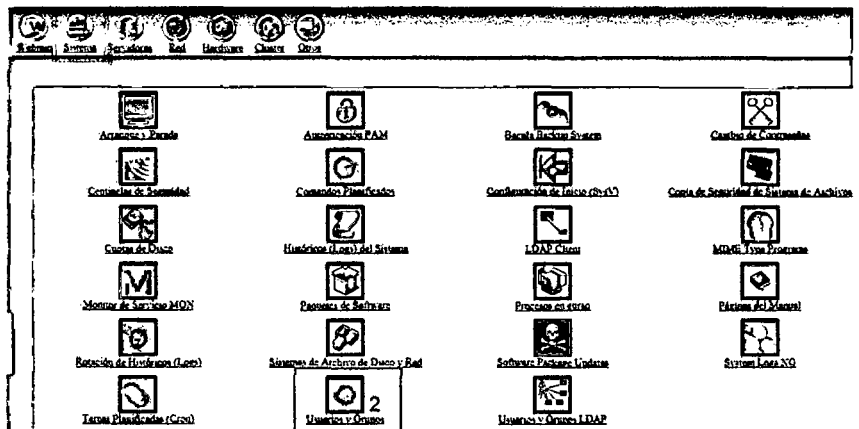 Webmin Sistema Servidores Red Hardware Cluster Otros
Arranque y Parada Autenticación PAM Bacula Backup System Cambio de Contraseñas
Centinelas de Seguridad Comandos Planificados Configuración de Inicio (SysV) Copia de Seguridad de Sistema de Archivos
Cuotas de Disco Históricos (Logs) del Sistema LDAP Client MIME Type Programs
Monitor de Servicio MON Paquetes de Software Procesos en curso Páginas del Manual
Rotación de Históricos (Logs) Sistemas de Archivo de Disco y Red Software Package Updates System Logs NG
Tareas Planificadas (Cron) Usuarios y Grupos 2 Usuarios y Grupos LDAP